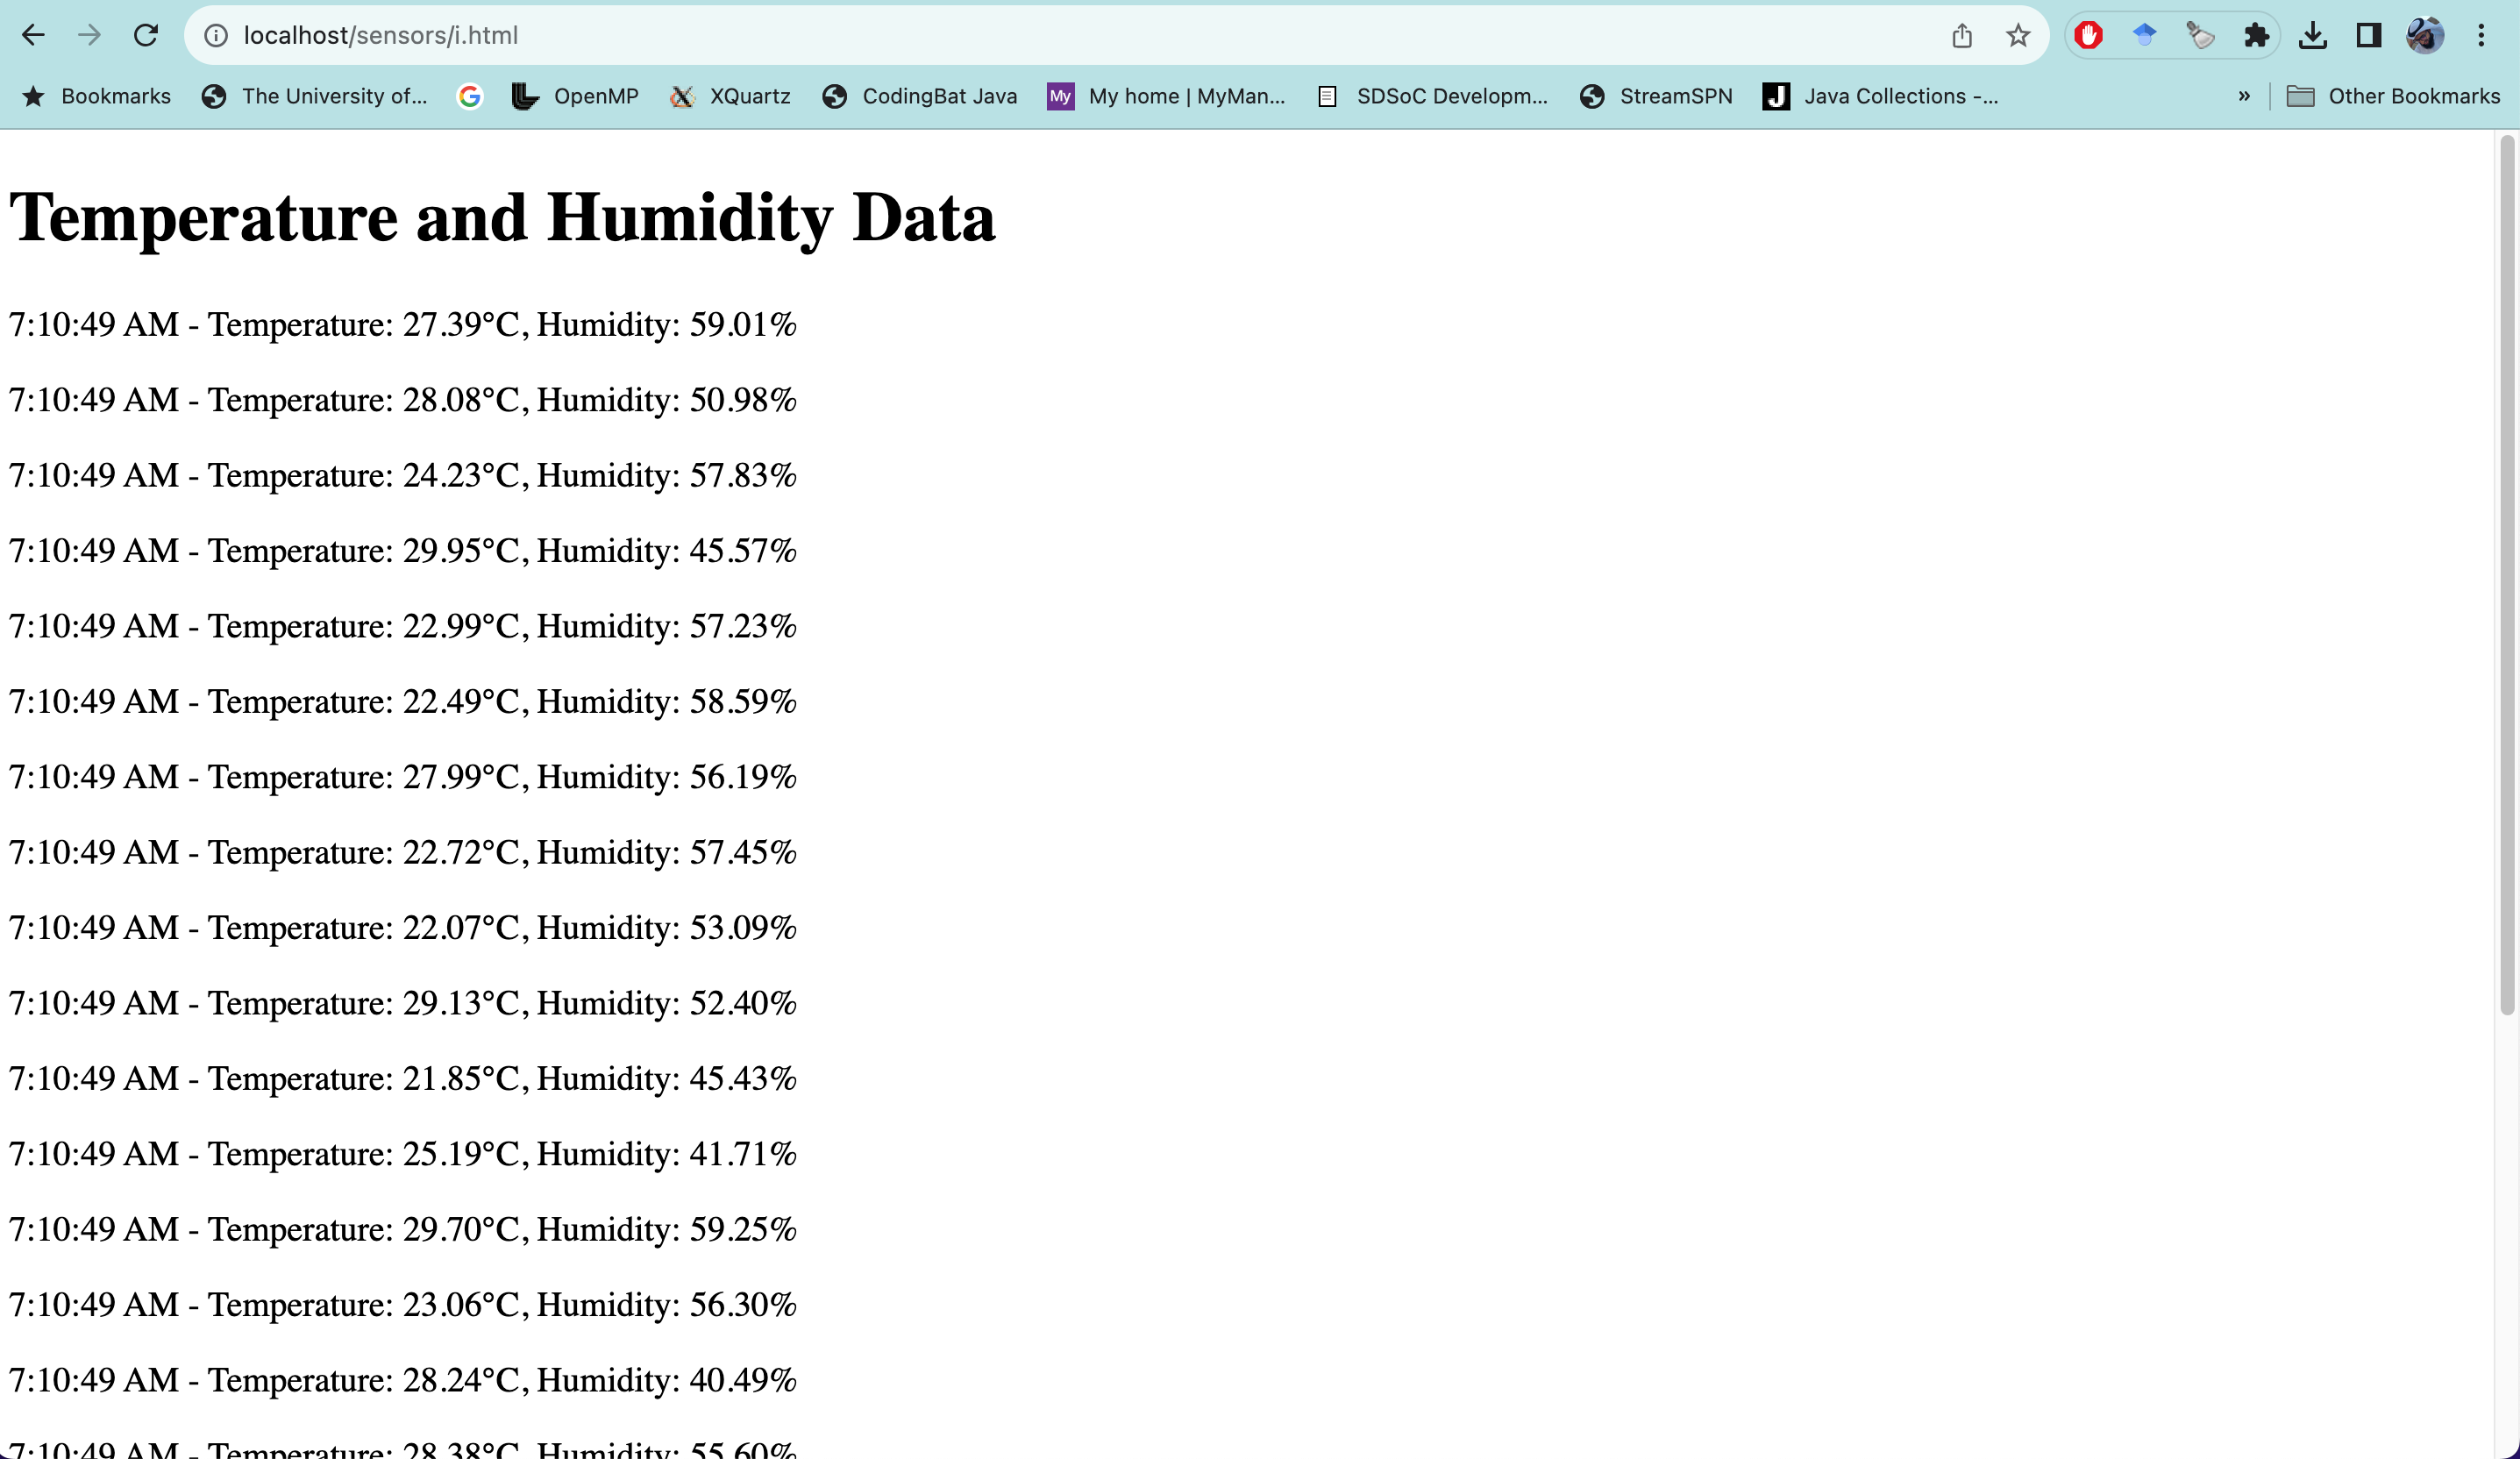 localhost/sensors/i.html
Bookmarks The University of... OpenMP XQuartz CodingBat Java My My home | MyMan... SDSoC Developm... StreamSPN J Java Collections -... » Other Bookmarks
Temperature and Humidity Data
7:10:49 AM - Temperature: 27.39°C, Humidity: 59.01%
7:10:49 AM - Temperature: 28.08°C, Humidity: 50.98%
7:10:49 AM - Temperature: 24.23°C, Humidity: 57.83%
7:10:49 AM - Temperature: 29.95°C, Humidity: 45.57%
7:10:49 AM - Temperature: 22.99°C, Humidity: 57.23%
7:10:49 AM - Temperature: 22.49°C, Humidity: 58.59%
7:10:49 AM - Temperature: 27.99°C, Humidity: 56.19%
7:10:49 AM - Temperature: 22.72°C, Humidity: 57.45%
7:10:49 AM - Temperature: 22.07°C, Humidity: 53.09%
7:10:49 AM - Temperature: 29.13°C, Humidity: 52.40%
7:10:49 AM - Temperature: 21.85°C, Humidity: 45.43%
7:10:49 AM - Temperature: 25.19°C, Humidity: 41.71%
7:10:49 AM - Temperature: 29.70°C, Humidity: 59.25%
7:10:49 AM - Temperature: 23.06°C, Humidity: 56.30%
7:10:49 AM - Temperature: 28.24°C, Humidity: 40.49%
7:10:49 AM - Temperature: 28.38°C, Humidity: 55.60%